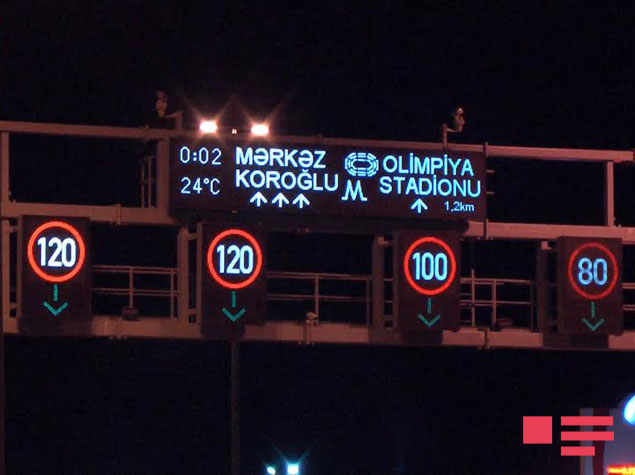 0:02 MƏRKƏZ OLİMPİYA
24°C KOROĞLU M STADİONU
1,2km
120 120 100 80